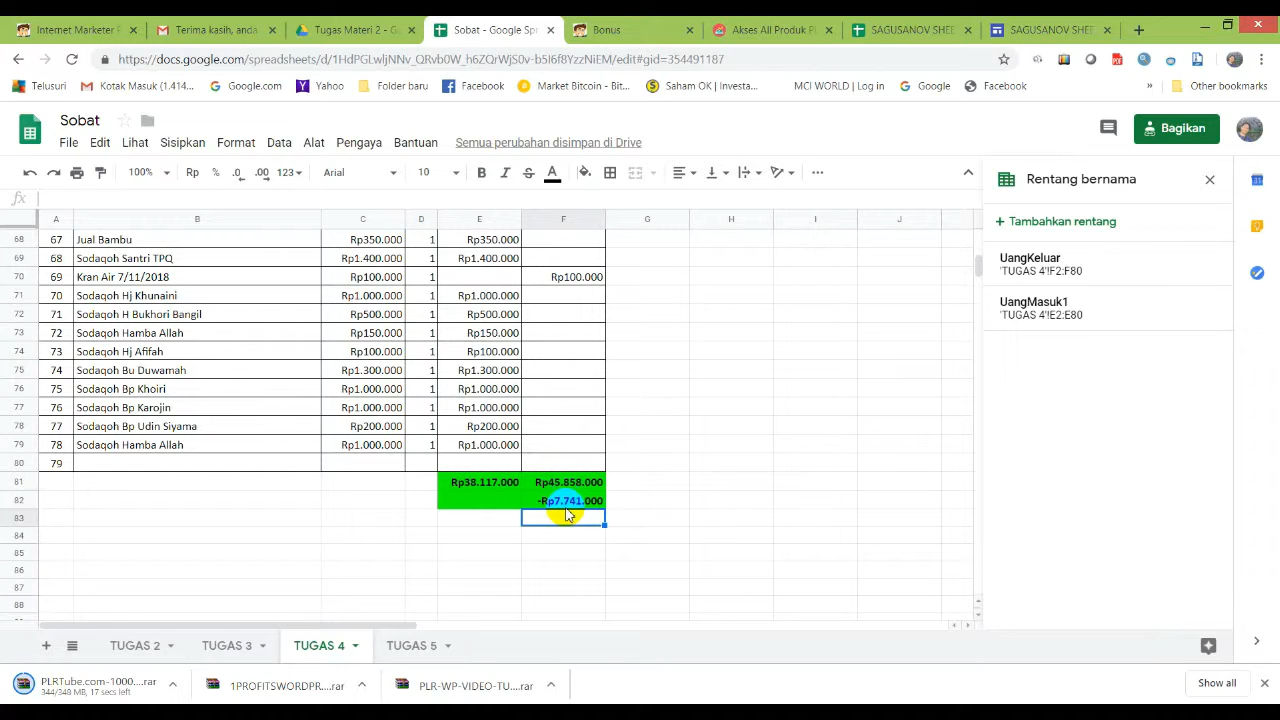 Internet Marketer F
Terima kasih, anda
Tugas Materi 2 - G
Sobat - Google Spr
Bonus
Akses All Produk Pl
SAGUSANOV SHEE
SAGUSANOV SHEE
Telusuri
Kotak Masuk (1.414...
Google.com
Yahoo
Folder baru
Facebook
Market Bitcoin - Bit...
Saham OK | Investa...
MCI WORLD | Log in
Google
Facebook
»
Other bookmarks
Sobat
Bagikan
File Edit Lihat Sisipkan Format Data Alat Pengaya Bantuan Semua perubahan disimpan di Drive
100% Rp % .0 .00 123 Arial 10 B I S A
fx
Rentang bernama
+ Tambahkan rentang
UangKeluar
'TUGAS 4'!F2:F80
UangMasuk1
'TUGAS 4'!E2:E80
A B C D E F G H I J
68 67 Jual Bambu Rp350.000 1 Rp350.000
69 68 Sodaqoh Santri TPQ Rp1.400.000 1 Rp1.400.000
70 69 Kran Air 7/11/2018 Rp100.000 1 Rp100.000
71 70 Sodaqoh Hj Khunaini Rp1.000.000 1 Rp1.000.000
72 71 Sodaqoh H Bukhori Bangil Rp500.000 1 Rp500.000
73 72 Sodaqoh Hamba Allah Rp150.000 1 Rp150.000
74 73 Sodaqoh Hj Afifah Rp100.000 1 Rp100.000
75 74 Sodaqoh Bu Duwamah Rp1.300.000 1 Rp1.300.000
76 75 Sodaqoh Bp Khoiri Rp1.000.000 1 Rp1.000.000
77 76 Sodaqoh Bp Karojin Rp1.000.000 1 Rp1.000.000
78 77 Sodaqoh Bp Udin Siyama Rp200.000 1 Rp200.000
79 78 Sodaqoh Hamba Allah Rp1.000.000 1 Rp1.000.000
80 79
81 Rp38.117.000 Rp45.858.000
82 -Rp7.741.000
83
84
85
86
87
88
TUGAS 2 TUGAS 3 TUGAS 4 TUGAS 5
PLRTube.com-1000....rar
344/348 MB, 17 secs left
1PROFITSWORDPR....rar
PLR-WP-VIDEO-TU....rar
Show all